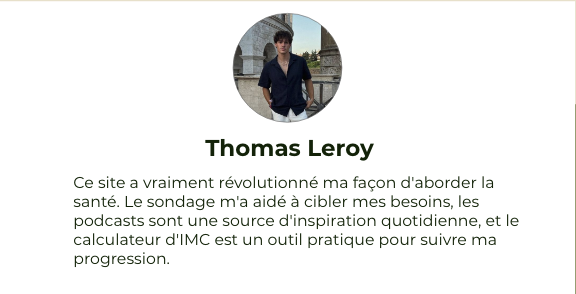 Thomas Leroy
Ce site a vraiment révolutionné ma façon d'aborder la
santé. Le sondage m'a aidé à cibler mes besoins, les
podcasts sont une source d'inspiration quotidienne, et le
calculateur d'IMC est un outil pratique pour suivre ma
progression.